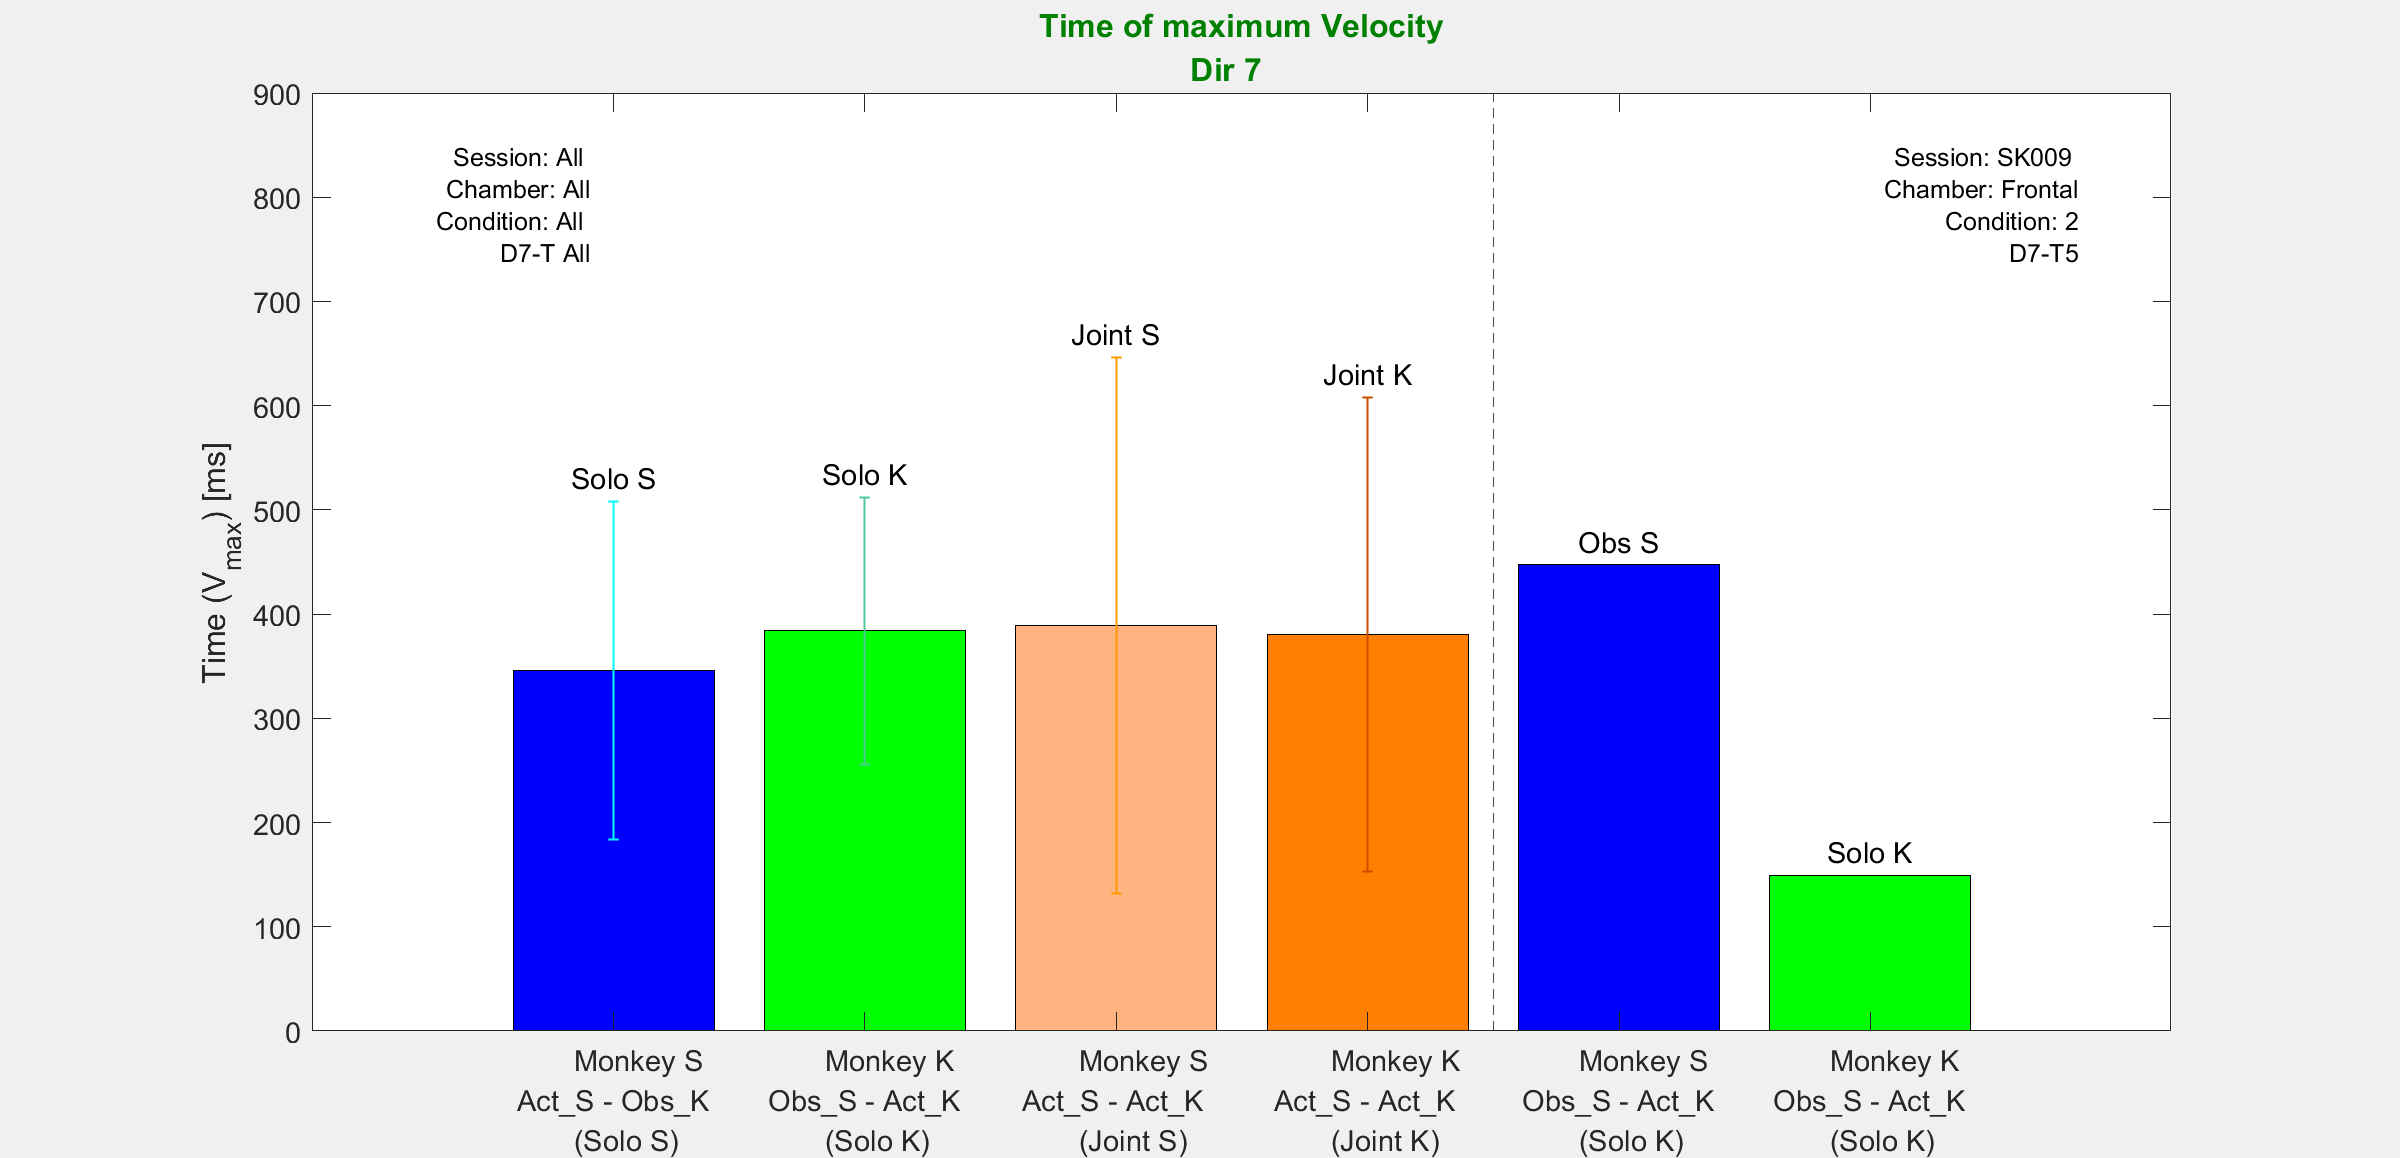 Time of maximum Velocity
Dir 7
900
800
700
600
500
400
300
200
100
0
Time (Vmax) [ms]
Session: All
Chamber: All
Condition: All
D7-T All
Session: SK009
Chamber: Frontal
Condition: 2
D7-T5
Solo S
Solo K
Joint S
Joint K
Obs S
Solo K
Monkey S
Act_S - Obs_K
(Solo S)
Monkey K
Obs_S - Act_K
(Solo K)
Monkey S
Act_S - Act_K
(Joint S)
Monkey K
Act_S - Act_K
(Joint K)
Monkey S
Obs_S - Act_K
(Solo K)
Monkey K
Obs_S - Act_K
(Solo K)